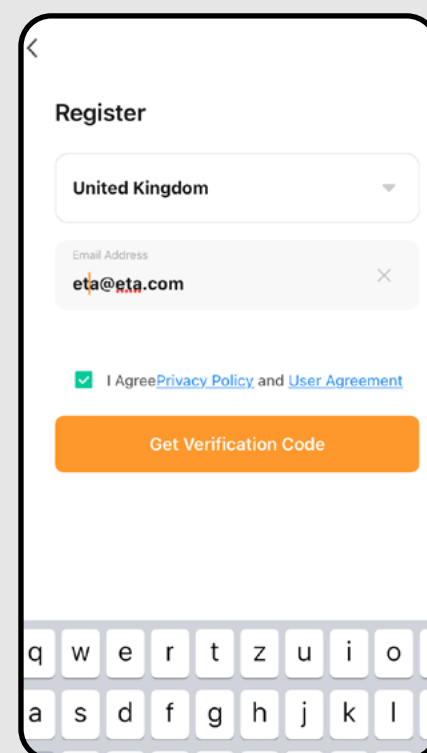 Register
United Kingdom
Email Address
eta@eta.com
I AgreePrivacy Policy and User Agreement
Get Verification Code
q w e r t z u i o
a s d f g h j k l